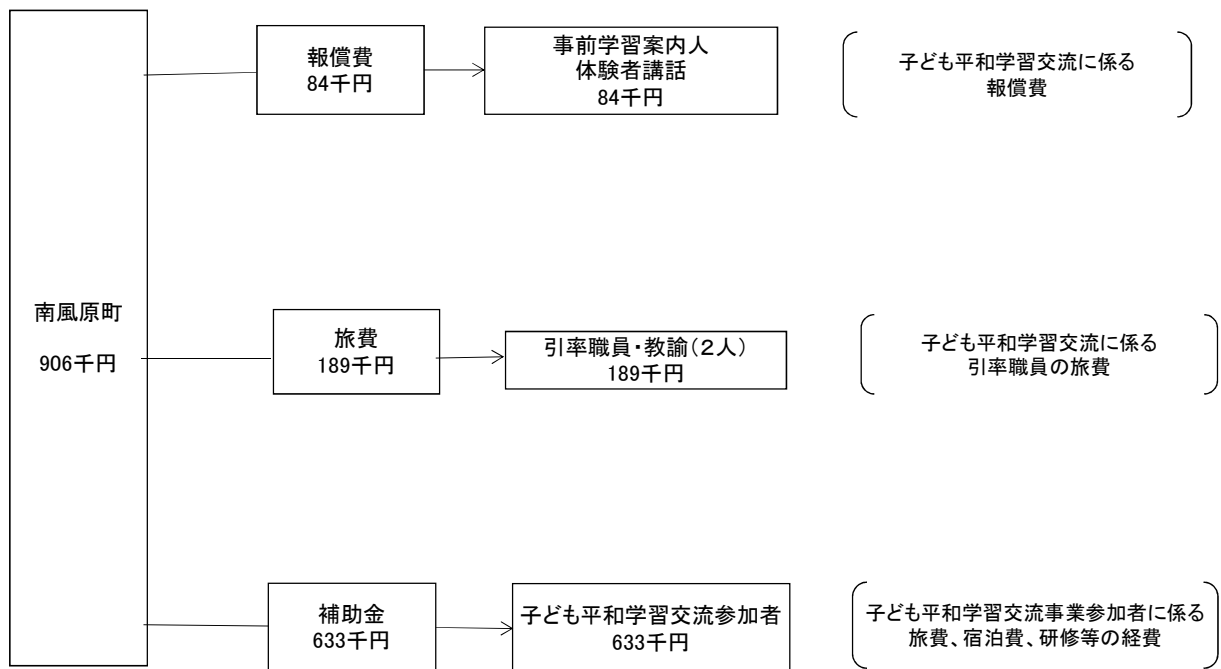 南風原町
906千円
報償費
84千円
事前学習案内人
体験者講話
84千円
子ども平和学習交流に係る
報償費
旅費
189千円
引率職員・教諭(2人)
189千円
子ども平和学習交流に係る
引率職員の旅費
補助金
633千円
子ども平和学習交流参加者
633千円
子ども平和学習交流事業参加者に係る
旅費、宿泊費、研修等の経費